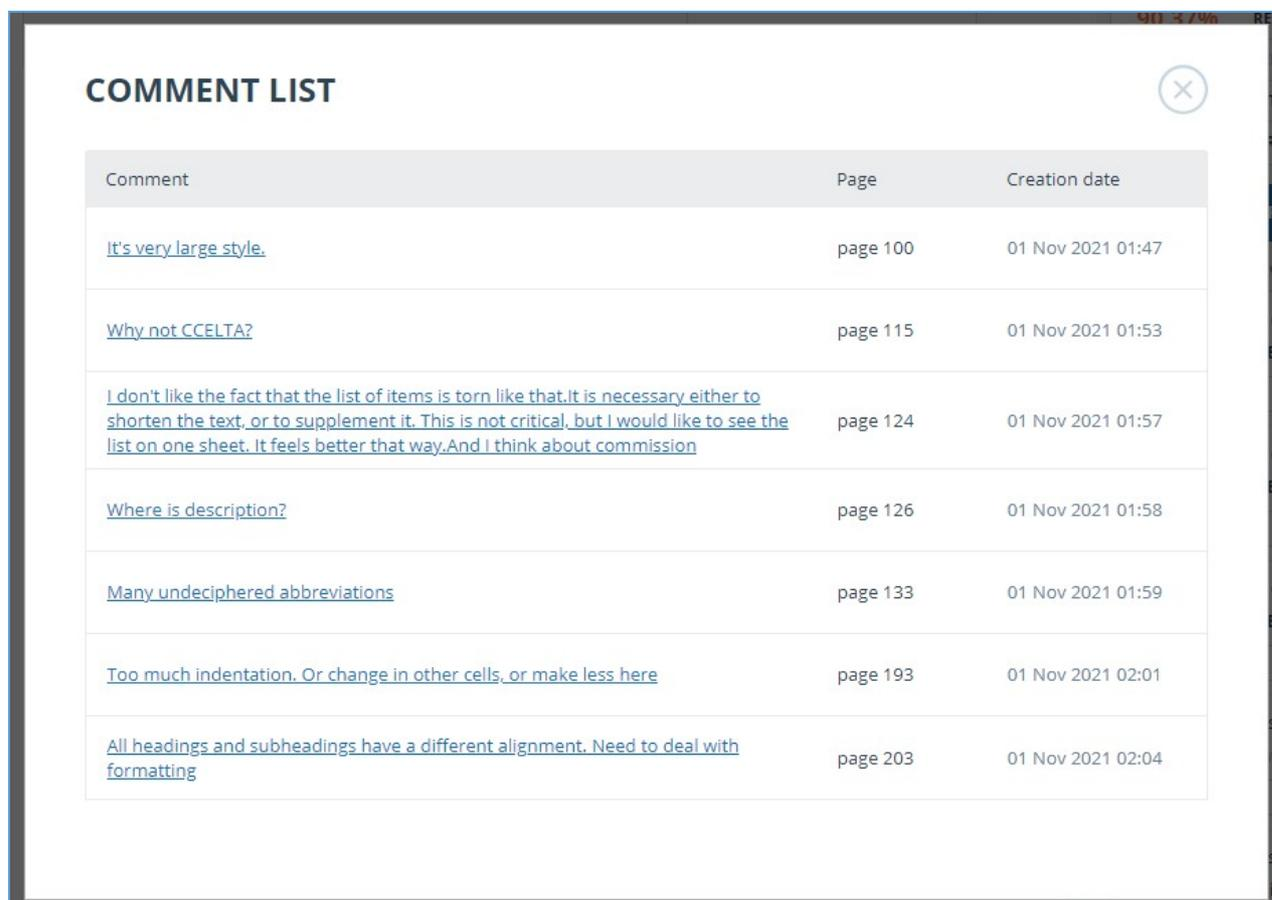 90 37%
COMMENT LIST
Comment Page Creation date
It's very large style. page 100 01 Nov 2021 01:47
Why not CCELTA? page 115 01 Nov 2021 01:53
I don't like the fact that the list of items is torn like that.It is necessary either to
shorten the text, or to supplement it. This is not critical, but I would like to see the
list on one sheet. It feels better that way.And I think about commission
page 124 01 Nov 2021 01:57
Where is description? page 126 01 Nov 2021 01:58
Many undeciphered abbreviations page 133 01 Nov 2021 01:59
Too much indentation. Or change in other cells, or make less here page 193 01 Nov 2021 02:01
All headings and subheadings have a different alignment. Need to deal with
formatting
page 203 01 Nov 2021 02:04